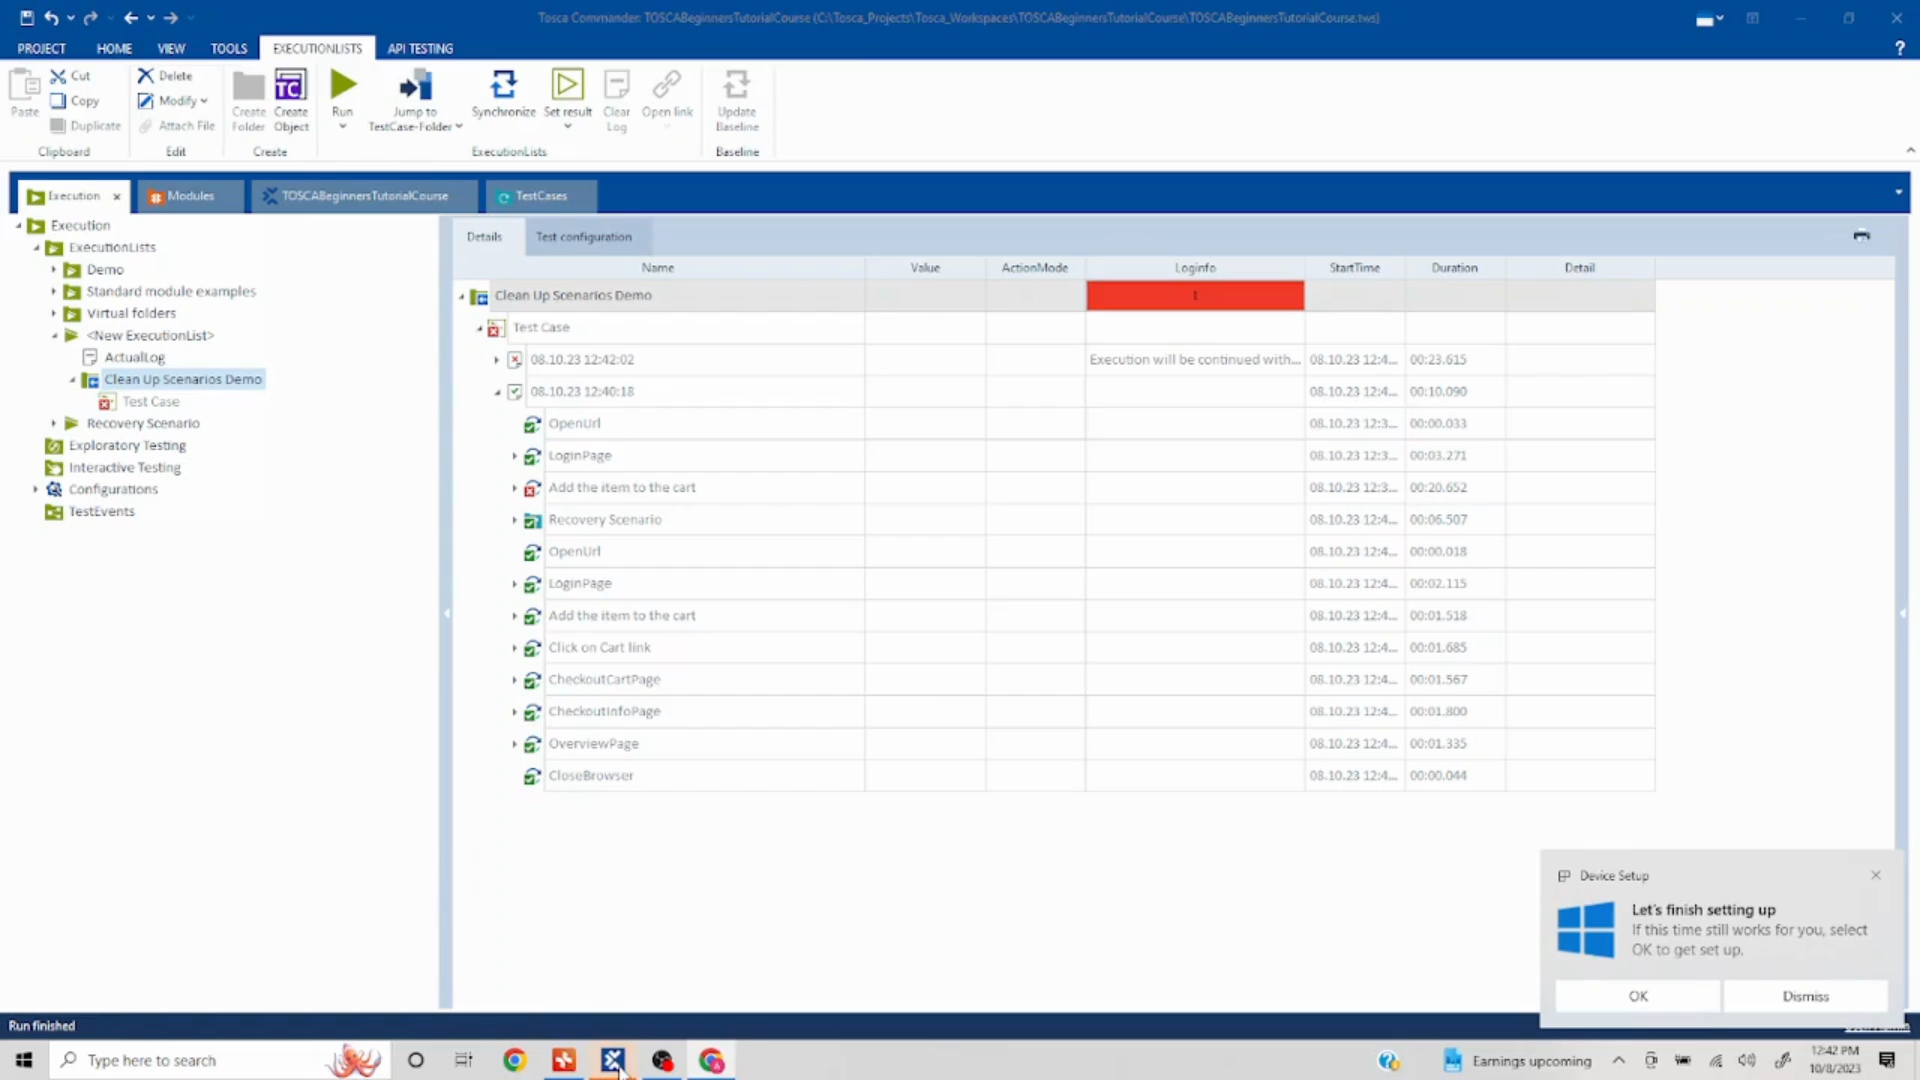 Tosca Commander: TOSCABeginnersTutorialCourse (C:\Tosca_Projects\Tosca_Workspaces\TOSCABeginnersTutorialCourse\TOSCABeginnersTutorialCourse.tws)
PROJECT HOME VIEW TOOLS EXECUTIONLISTS API TESTING ?
Paste Cut Copy Duplicate Clipboard
Delete Modify Attach File Edit
Create Folder Create Object Create
Run Jump to TestCase-Folder Synchronize Set result Clear Log Open link ExecutionLists
Update Baseline Baseline
Execution x Modules TOSCABeginnersTutorialCourse TestCases
Execution
ExecutionLists
Demo
Standard module examples
Virtual folders
<New ExecutionList>
ActualLog
Clean Up Scenarios Demo
Test Case
Recovery Scenario
Exploratory Testing
Interactive Testing
Configurations
TestEvents
Details Test configuration
Name Value ActionMode Loginfo StartTime Duration Detail
Clean Up Scenarios Demo
Test Case
08.10.23 12:42:02 Execution will be continued with... 08.10.23 12:4... 00:23.615
08.10.23 12:40:18 08.10.23 12:4... 00:10.090
OpenUrl 08.10.23 12:3... 00:00.033
LoginPage 08.10.23 12:3... 00:03.271
Add the item to the cart 08.10.23 12:3... 00:20.652
Recovery Scenario 08.10.23 12:4... 00:06.507
OpenUrl 08.10.23 12:4... 00:00.018
LoginPage 08.10.23 12:4... 00:02.115
Add the item to the cart 08.10.23 12:4... 00:01.518
Click on Cart link 08.10.23 12:4... 00:01.685
CheckoutCartPage 08.10.23 12:4... 00:01.567
CheckoutInfoPage 08.10.23 12:4... 00:01.800
OverviewPage 08.10.23 12:4... 00:01.335
CloseBrowser 08.10.23 12:4... 00:00.044
Device Setup
Let's finish setting up
If this time still works for you, select
OK to get set up.
OK Dismiss
Run finished
Type here to search
Earnings upcoming
12:42 PM
10/8/2023